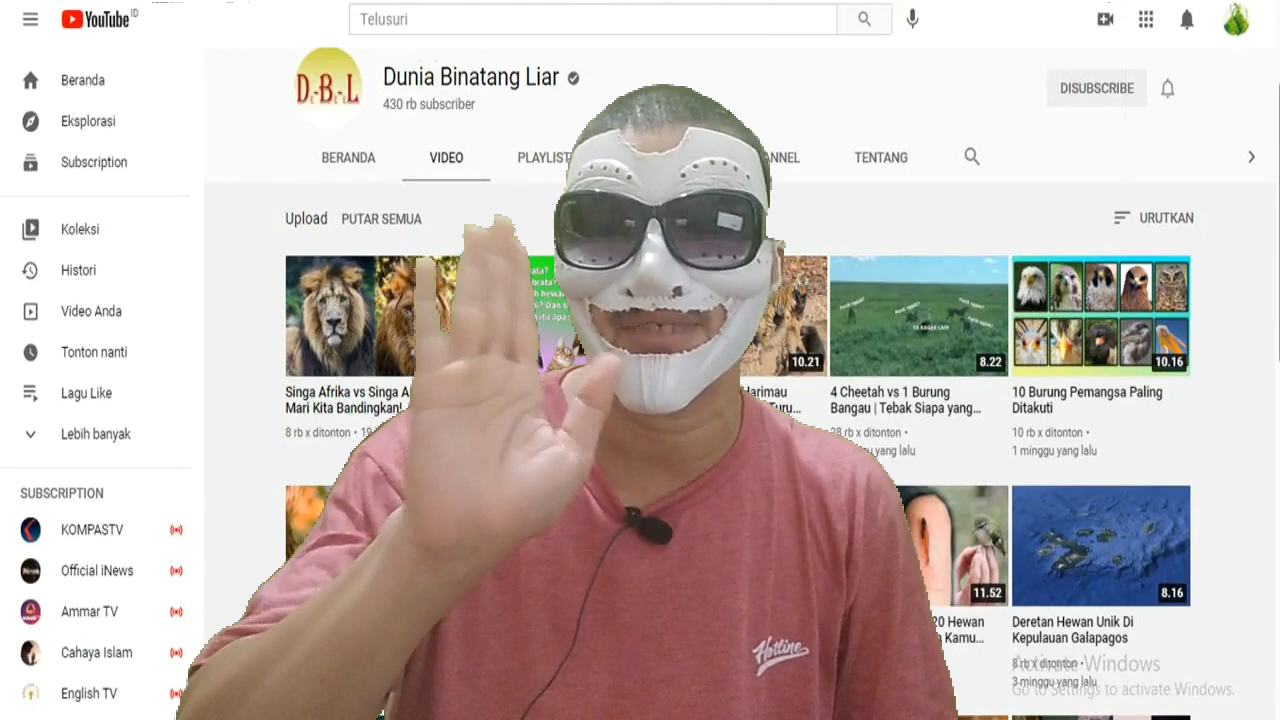 YouTube ID
Telusuri
Beranda
Eksplorasi
Subscription
Koleksi
Histori
Video Anda
Tonton nanti
Lagu Like
Lebih banyak
SUBSCRIPTION
KOMPASTV
Official iNews
Ammar TV
Cahaya Islam
English TV
D.B.L
Dunia Binatang Liar
430 rb subscriber
DISUBSCRIBE
BERANDA VIDEO PLAYLIST NNEL TENTANG
Upload PUTAR SEMUA URUTKAN
Singa Afrika vs Singa A
Mari Kita Bandingkan!
8 rb x ditonton • 19
10.21
Harimau
Turu...
8.22
4 Cheetah vs 1 Burung
Bangau | Tebak Siapa yang...
28 rb x ditonton •
yang lalu
10.16
10 Burung Pemangsa Paling
Ditakuti
10 rb x ditonton •
1 minggu yang lalu
11.52
20 Hewan
Kamu...
8.16
Deretan Hewan Unik Di
Kepulauan Galapagos
8 rb x ditonton •
3 minggu yang lalu
Hotline
Activate Windows
Go to Settings to activate Windows.